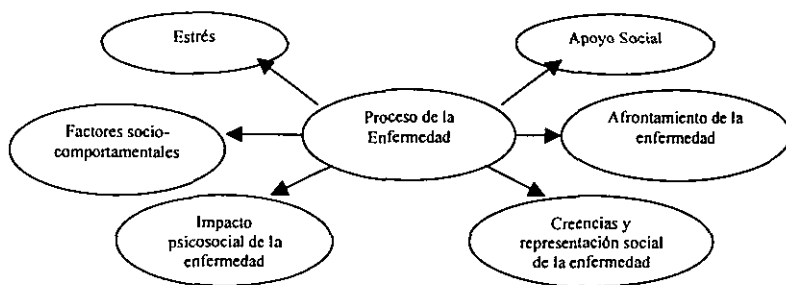 Estrés
Apoyo Social
Proceso de la
Enfermedad
Factores socio-
comportamentales
Afrontamiento de la
enfermedad
Impacto
psicosocial de la
enfermedad
Creencias y
representación social
de la enfermedad